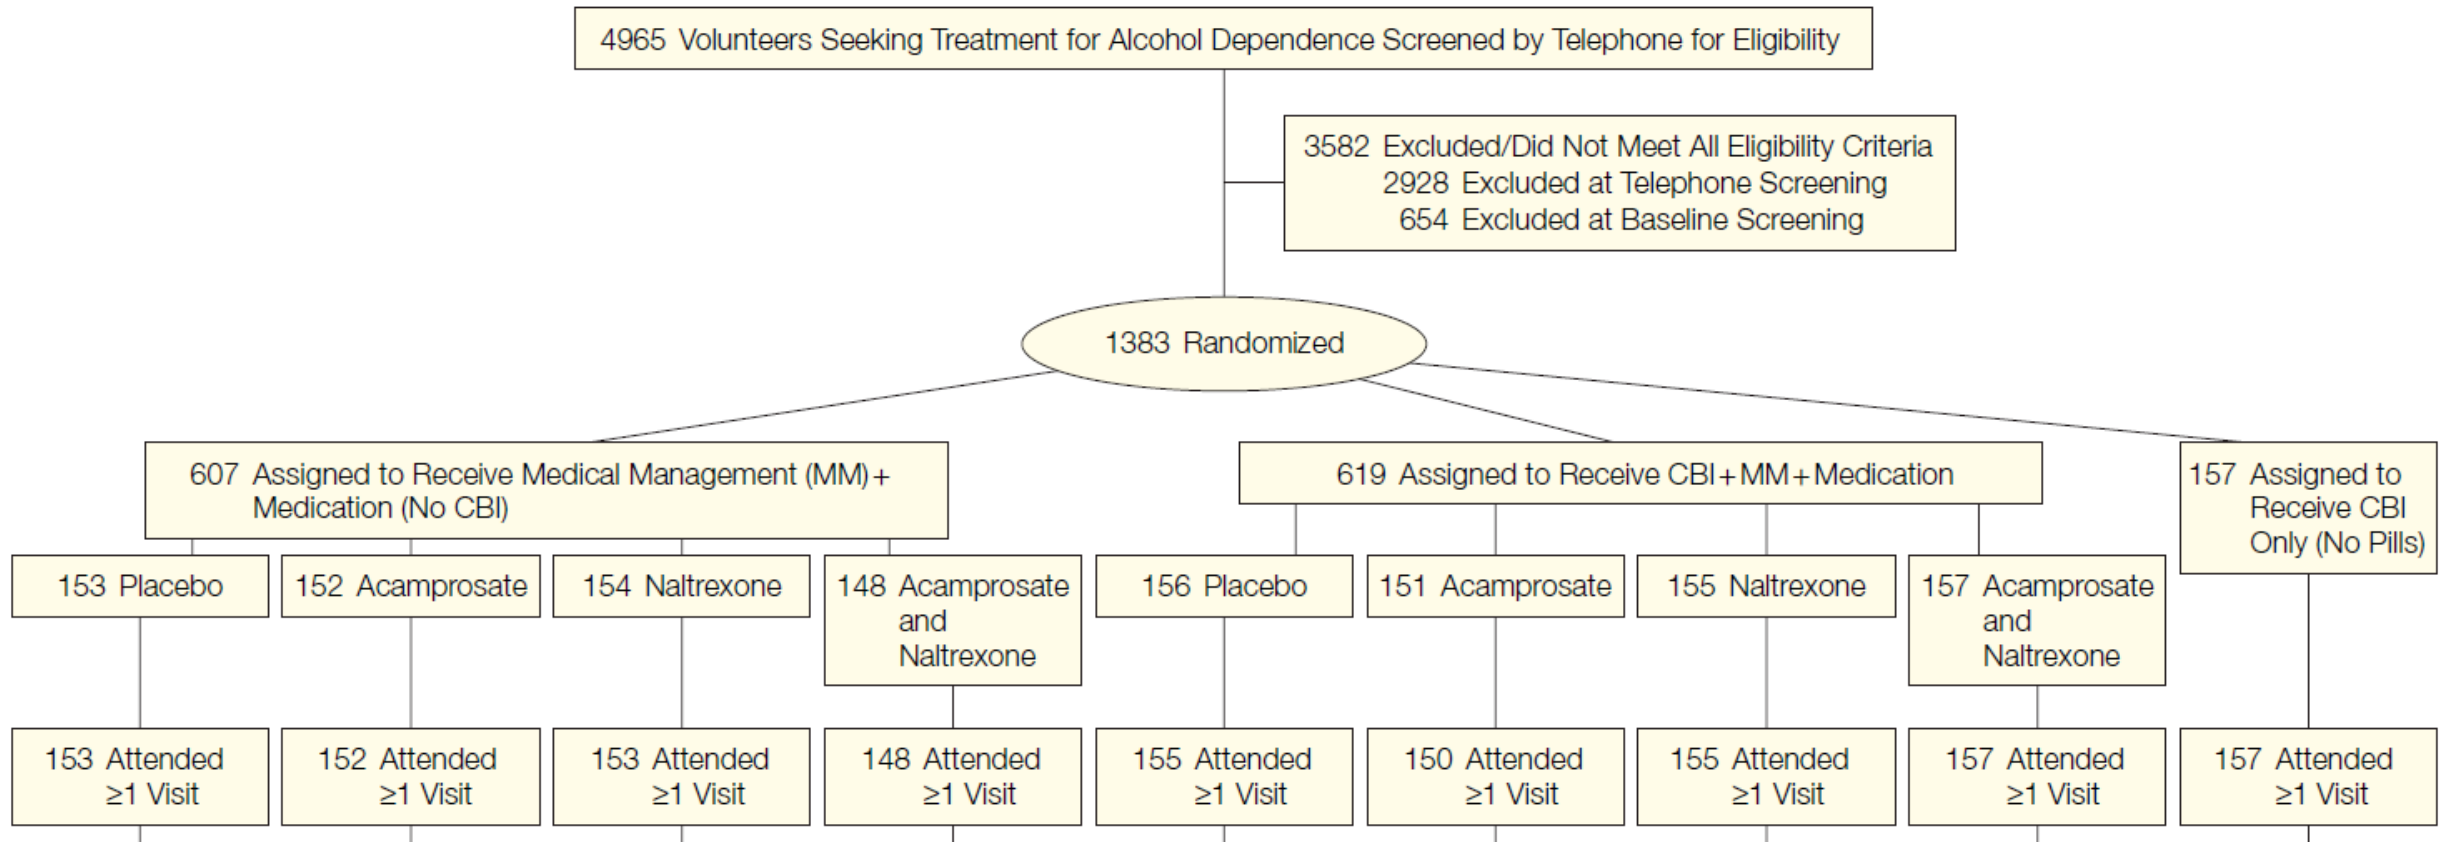 4965 Volunteers Seeking Treatment for Alcohol Dependence Screened by Telephone for Eligibility
3582 Excluded/Did Not Meet All Eligibility Criteria
2928 Excluded at Telephone Screening
654 Excluded at Baseline Screening
1383 Randomized
607 Assigned to Receive Medical Management (MM)+
Medication (No CBI)
619 Assigned to Receive CBI+MM+Medication
157 Assigned to
Receive CBI
Only (No Pills)
153 Placebo
152 Acamprosate
154 Naltrexone
148 Acamprosate
and
Naltrexone
156 Placebo
151 Acamprosate
155 Naltrexone
157 Acamprosate
and
Naltrexone
153 Attended
≥1 Visit
152 Attended
≥1 Visit
153 Attended
≥1 Visit
148 Attended
≥1 Visit
155 Attended
≥1 Visit
150 Attended
≥1 Visit
155 Attended
≥1 Visit
157 Attended
≥1 Visit
157 Attended
≥1 Visit